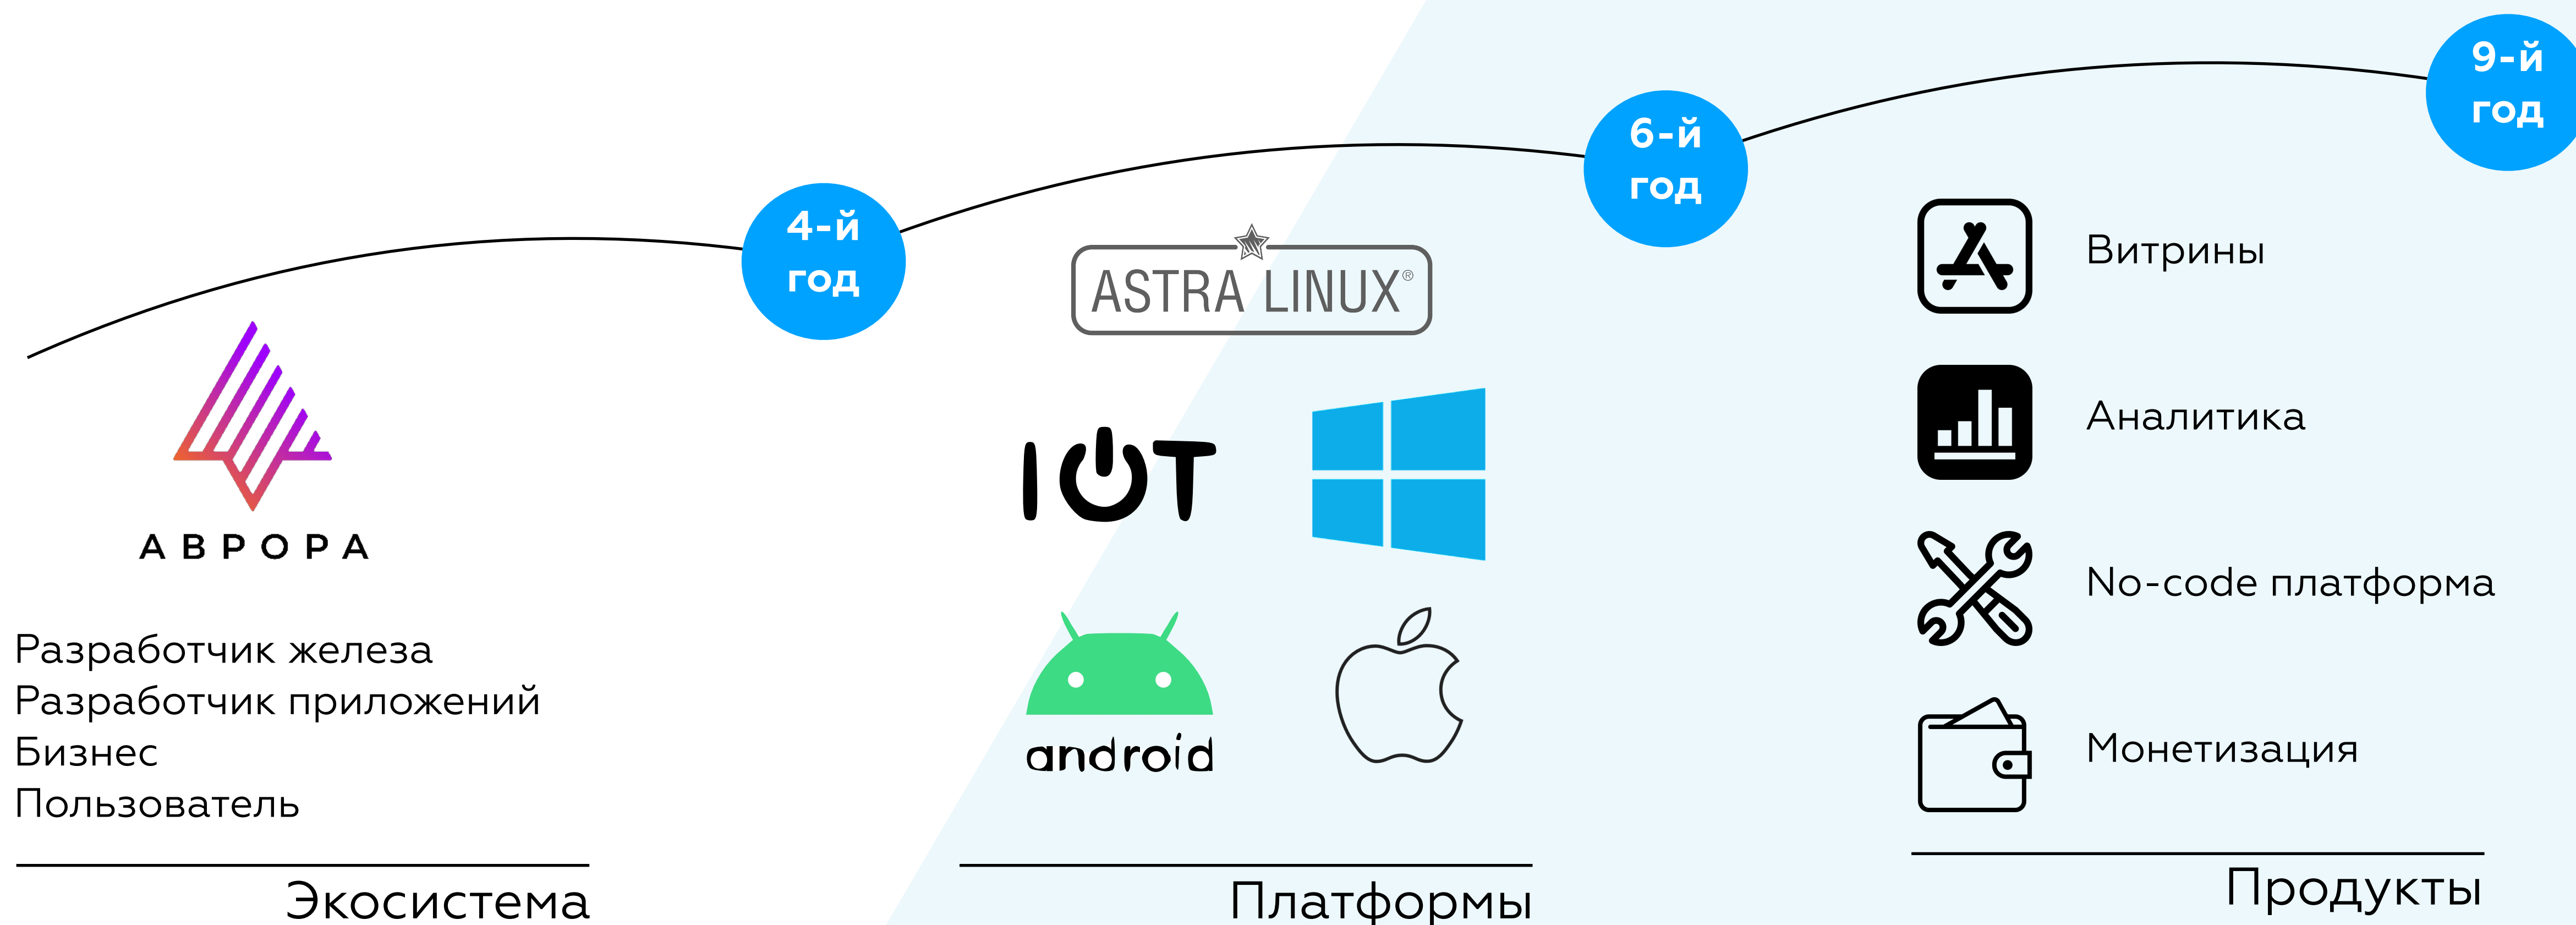 4-й
год
6-й
год
9-й
год
АВРОРА
Разработчик железа
Разработчик приложений
Бизнес
Пользователь
Экосистема
ASTRA LINUX®
IOT
android
Платформы
Витрины
Аналитика
No-code платформа
Монетизация
Продукты